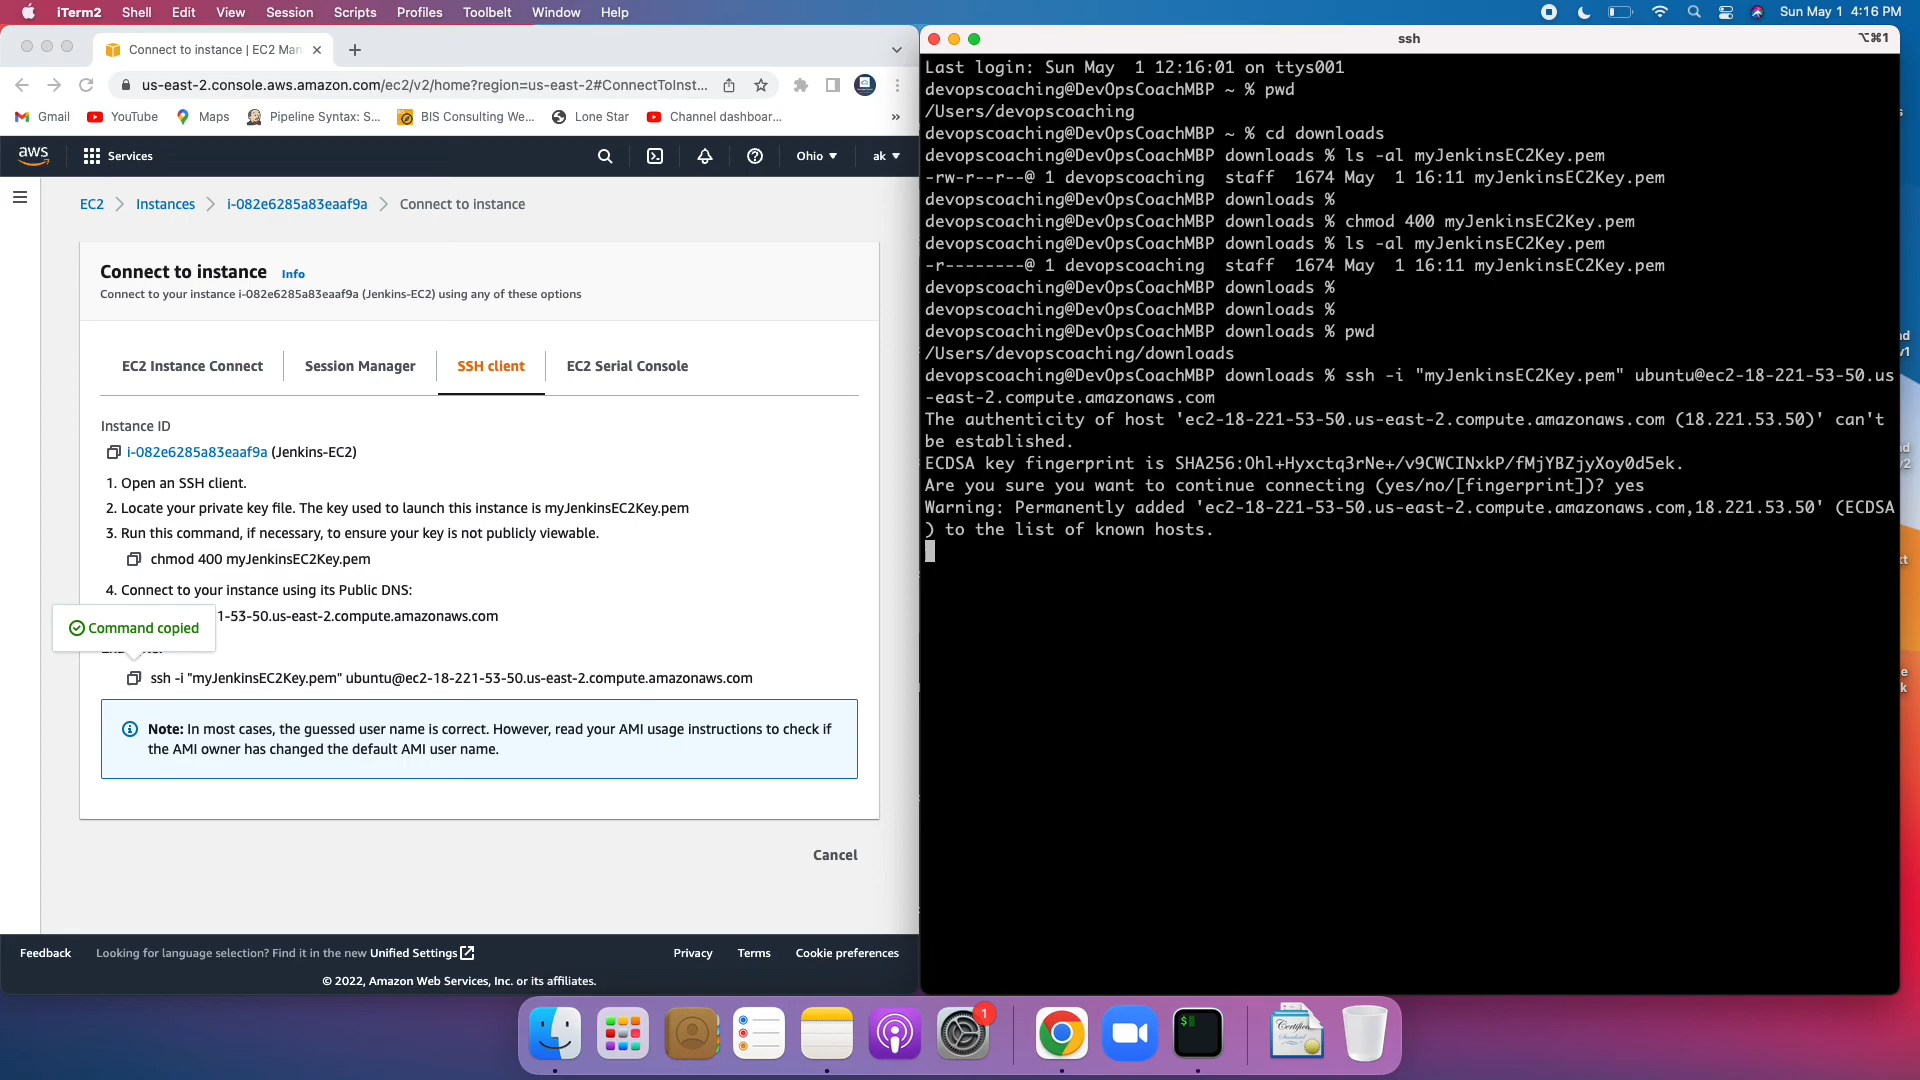 iTerm2 Shell Edit View Session Scripts Profiles Toolbelt Window Help Sun May 1 4:16 PM
Connect to instance | EC2 Man
us-east-2.console.aws.amazon.com/ec2/v2/home?region=us-east-2#ConnectToInst...
Gmail YouTube Maps Pipeline Syntax: S... BIS Consulting We... Lone Star Channel dashboar... »
aws Services Ohio ▼ ak ▼
EC2 > Instances > i-082e6285a83eaaf9a > Connect to instance
Connect to instance Info
Connect to your instance i-082e6285a83eaaf9a (Jenkins-EC2) using any of these options
EC2 Instance Connect Session Manager SSH client EC2 Serial Console
Instance ID
i-082e6285a83eaaf9a (Jenkins-EC2)
1. Open an SSH client.
2. Locate your private key file. The key used to launch this instance is myJenkinsEC2Key.pem
3. Run this command, if necessary, to ensure your key is not publicly viewable.
chmod 400 myJenkinsEC2Key.pem
4. Connect to your instance using its Public DNS:
1-53-50.us-east-2.compute.amazonaws.com
Command copied
ssh -i "myJenkinsEC2Key.pem" ubuntu@ec2-18-221-53-50.us-east-2.compute.amazonaws.com
Note: In most cases, the guessed user name is correct. However, read your AMI usage instructions to check if
the AMI owner has changed the default AMI user name.
Cancel
Feedback Looking for language selection? Find it in the new Unified Settings Privacy Terms Cookie preferences
© 2022, Amazon Web Services, Inc. or its affiliates.
ssh ⌥⌘1
Last login: Sun May  1 12:16:01 on ttys001
devopscoaching@DevOpsCoachMBP ~ % pwd
/Users/devopscoaching
devopscoaching@DevOpsCoachMBP ~ % cd downloads
devopscoaching@DevOpsCoachMBP downloads % ls -al myJenkinsEC2Key.pem
-rw-r--r--@ 1 devopscoaching  staff  1674 May  1 16:11 myJenkinsEC2Key.pem
devopscoaching@DevOpsCoachMBP downloads %
devopscoaching@DevOpsCoachMBP downloads % chmod 400 myJenkinsEC2Key.pem
devopscoaching@DevOpsCoachMBP downloads % ls -al myJenkinsEC2Key.pem
-r--------@ 1 devopscoaching  staff  1674 May  1 16:11 myJenkinsEC2Key.pem
devopscoaching@DevOpsCoachMBP downloads %
devopscoaching@DevOpsCoachMBP downloads %
devopscoaching@DevOpsCoachMBP downloads % pwd
/Users/devopscoaching/downloads
devopscoaching@DevOpsCoachMBP downloads % ssh -i "myJenkinsEC2Key.pem" ubuntu@ec2-18-221-53-50.us
-east-2.compute.amazonaws.com
The authenticity of host 'ec2-18-221-53-50.us-east-2.compute.amazonaws.com (18.221.53.50)' can't
be established.
ECDSA key fingerprint is SHA256:Ohl+Hyxctq3rNe+/v9CWCINxkP/fMjYBZjyXoy0d5ek.
Are you sure you want to continue connecting (yes/no/[fingerprint])? yes
Warning: Permanently added 'ec2-18-221-53-50.us-east-2.compute.amazonaws.com,18.221.53.50' (ECDSA
) to the list of known hosts.
1